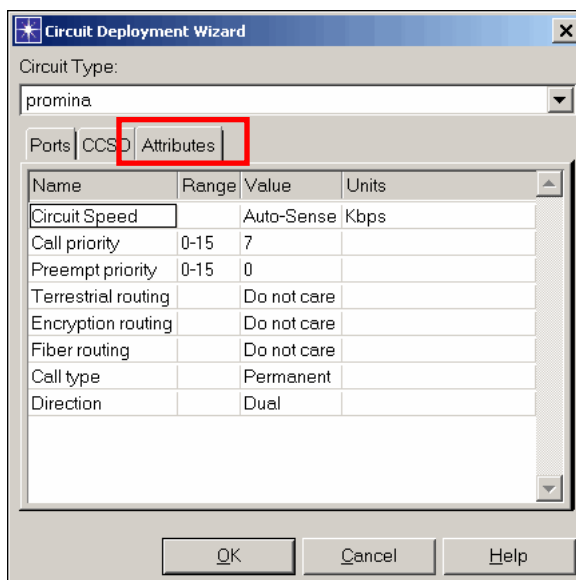 Circuit Deployment Wizard
Circuit Type:
promina
Ports CCSD Attributes
Name Range Value Units
Circuit Speed Auto-Sense Kbps
Call priority 0-15 7
Preempt priority 0-15 0
Terrestrial routing Do not care
Encryption routing Do not care
Fiber routing Do not care
Call type Permanent
Direction Dual
OK Cancel Help